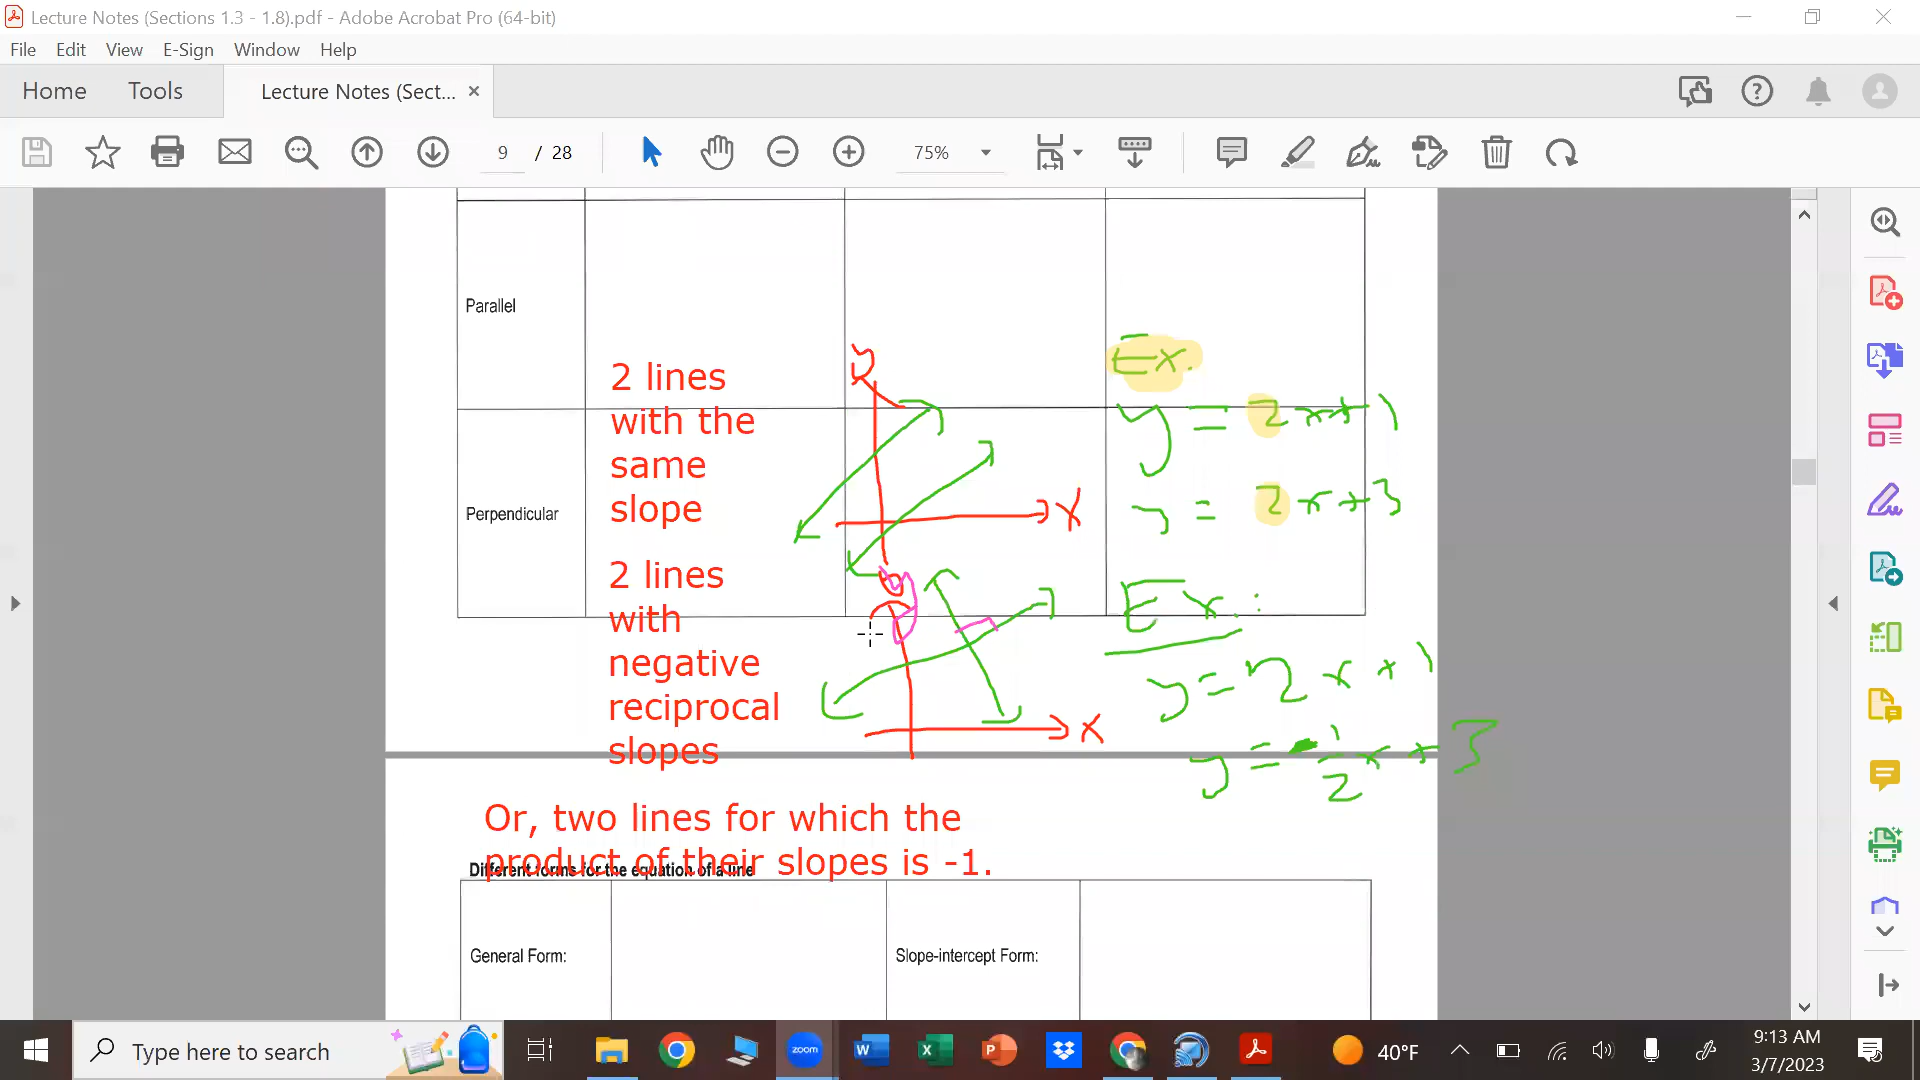 Lecture Notes (Sections 1.3 - 1.8).pdf - Adobe Acrobat Pro (64-bit)
File Edit View E-Sign Window Help
Home Tools Lecture Notes (Sect... ×
9 / 28 75%
Parallel
2 lines
with the
same
slope
y
x
Ex.
y = 2x+1
y = 2x+3
Perpendicular
2 lines
with
negative
reciprocal
slopes
y
x
Ex:
y = 2x+1
y = -1/2x+3
Or, two lines for which the
product of their slopes is -1.
Different forms for the equation of a line
General Form:
Slope-intercept Form:
Type here to search
zoom
40°F
9:13 AM
3/7/2023